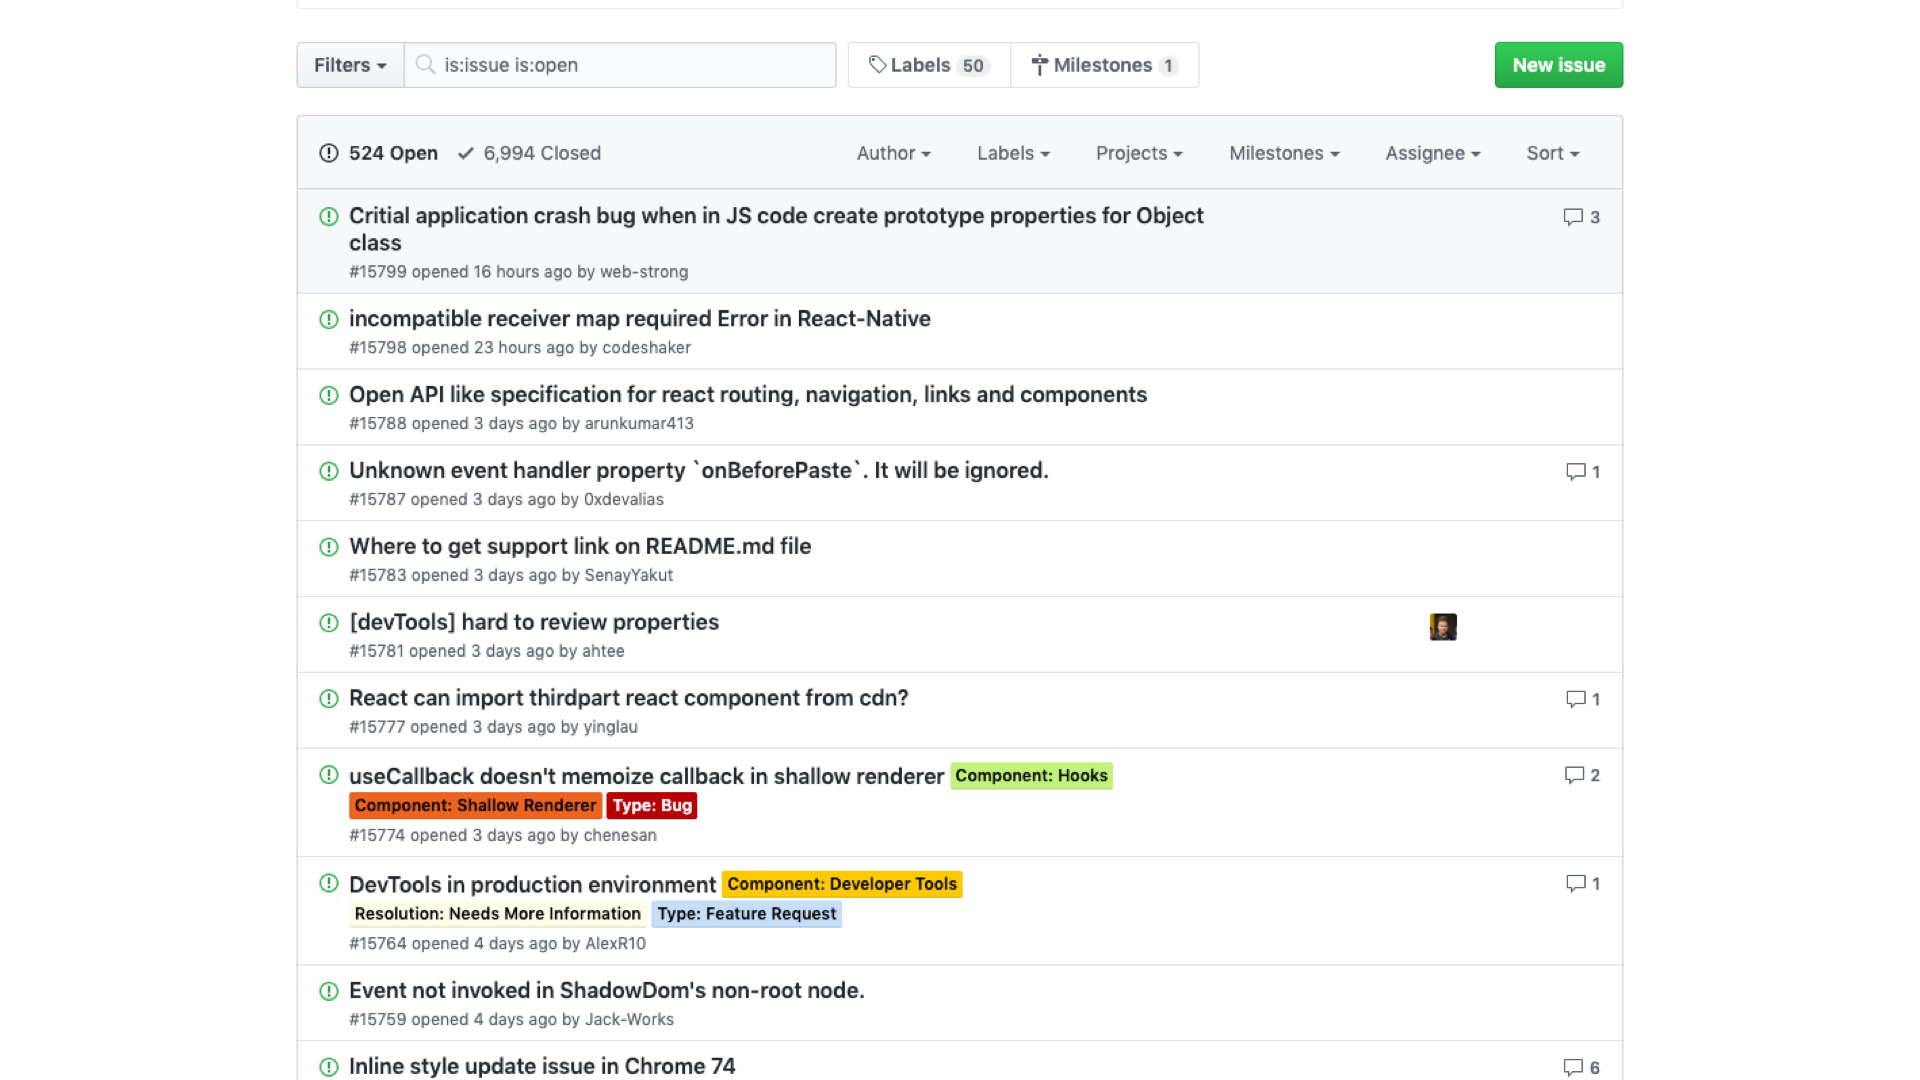 Filters is:issue is:open Labels 50 Milestones 1 New issue
524 Open 6,994 Closed Author Labels Projects Milestones Assignee Sort
Critial application crash bug when in JS code create prototype properties for Object 3
class
#15799 opened 16 hours ago by web-strong
incompatible receiver map required Error in React-Native
#15798 opened 23 hours ago by codeshaker
Open API like specification for react routing, navigation, links and components
#15788 opened 3 days ago by arunkumar413
Unknown event handler property `onBeforePaste`. It will be ignored. 1
#15787 opened 3 days ago by 0xdevalias
Where to get support link on README.md file
#15783 opened 3 days ago by SenayYakut
[devTools] hard to review properties
#15781 opened 3 days ago by ahtee
React can import thirdpart react component from cdn? 1
#15777 opened 3 days ago by yinglau
useCallback doesn't memoize callback in shallow renderer Component: Hooks 2
Component: Shallow Renderer Type: Bug
#15774 opened 3 days ago by chenesan
DevTools in production environment Component: Developer Tools 1
Resolution: Needs More Information Type: Feature Request
#15764 opened 4 days ago by AlexR10
Event not invoked in ShadowDom's non-root node.
#15759 opened 4 days ago by Jack-Works
Inline style update issue in Chrome 74 6